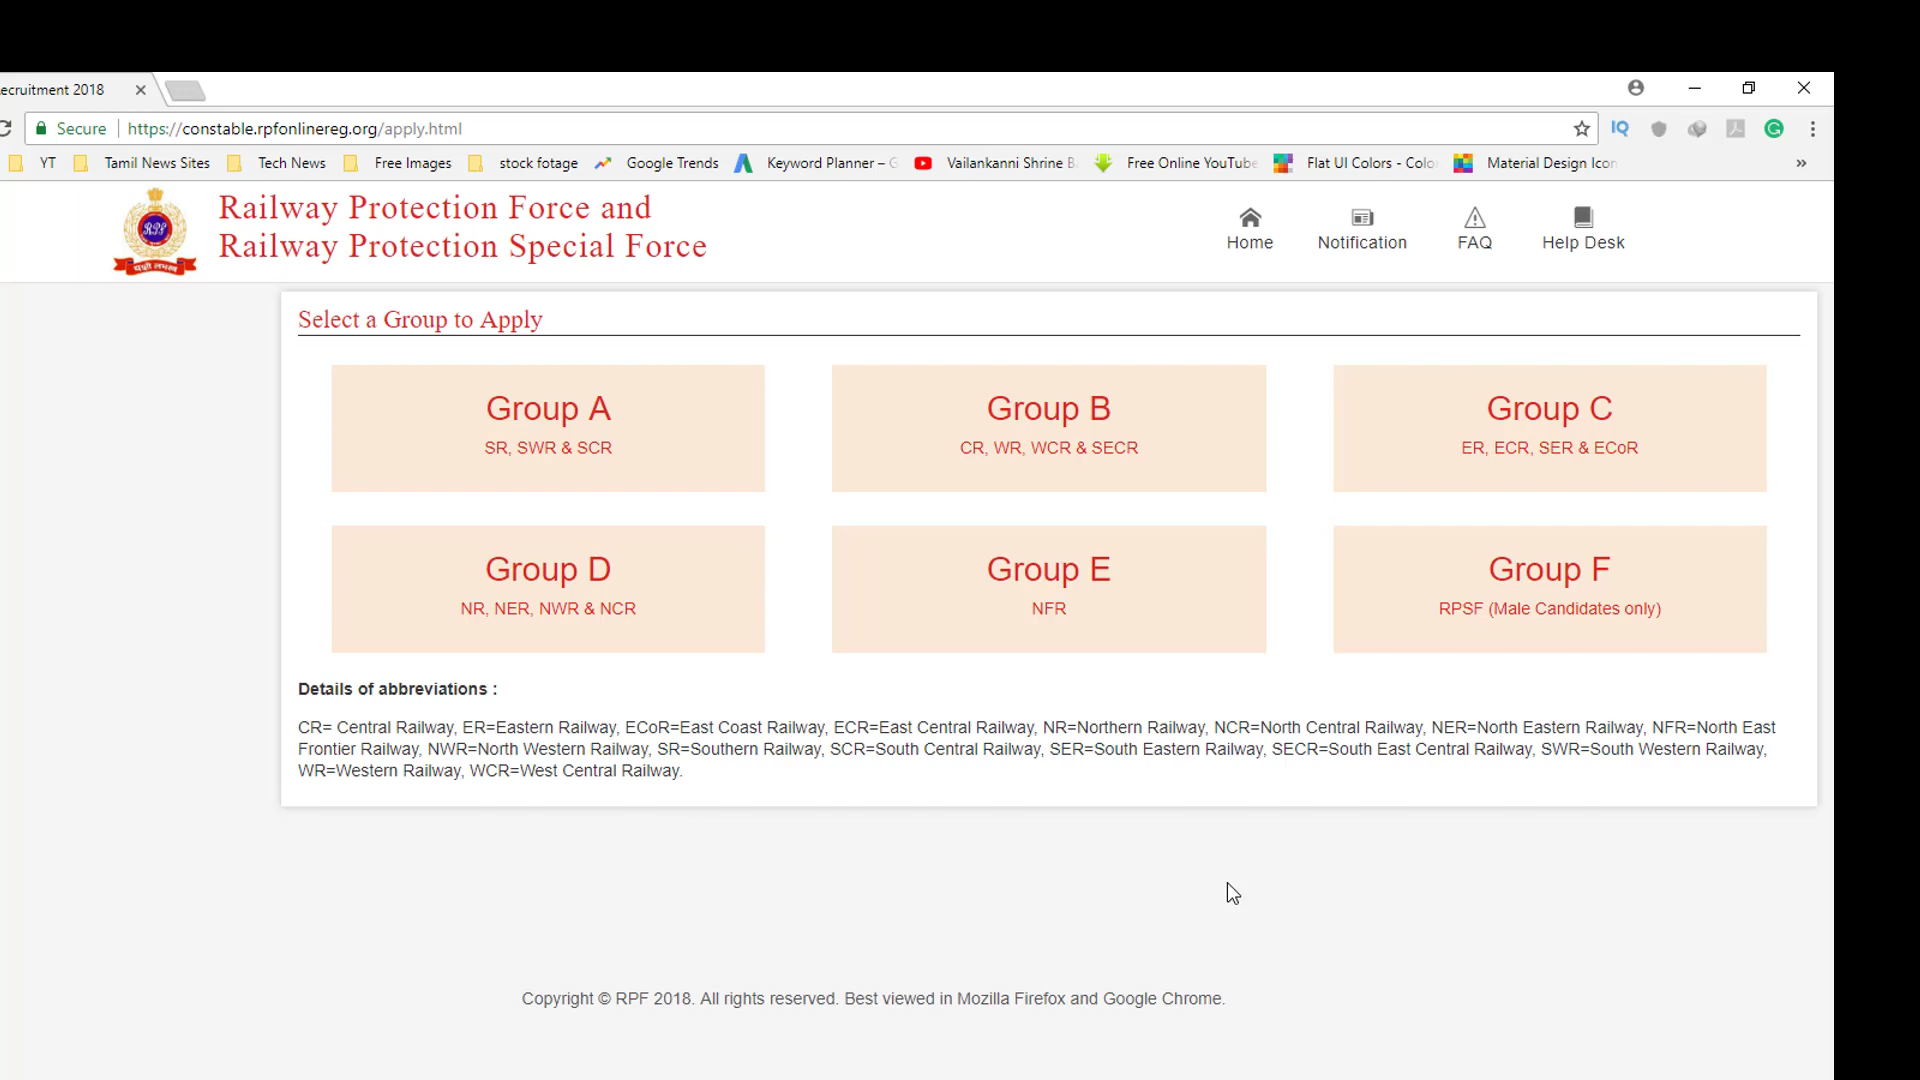 ecruitment 2018
Secure https://constable.rpfonlinereg.org/apply.html
YT Tamil News Sites Tech News Free Images stock fotage Google Trends Keyword Planner – G Vailankanni Shrine B Free Online YouTube Flat UI Colors - Colo Material Design Icon »
RPF
Railway Protection Force and
Railway Protection Special Force
Home Notification FAQ Help Desk
Select a Group to Apply
Group A Group B Group C
SR, SWR & SCR CR, WR, WCR & SECR ER, ECR, SER & ECoR
Group D Group E Group F
NR, NER, NWR & NCR NFR RPSF (Male Candidates only)
Details of abbreviations :
CR= Central Railway, ER=Eastern Railway, ECoR=East Coast Railway, ECR=East Central Railway, NR=Northern Railway, NCR=North Central Railway, NER=North Eastern Railway, NFR=North East
Frontier Railway, NWR=North Western Railway, SR=Southern Railway, SCR=South Central Railway, SER=South Eastern Railway, SECR=South East Central Railway, SWR=South Western Railway,
WR=Western Railway, WCR=West Central Railway.
Copyright © RPF 2018. All rights reserved. Best viewed in Mozilla Firefox and Google Chrome.